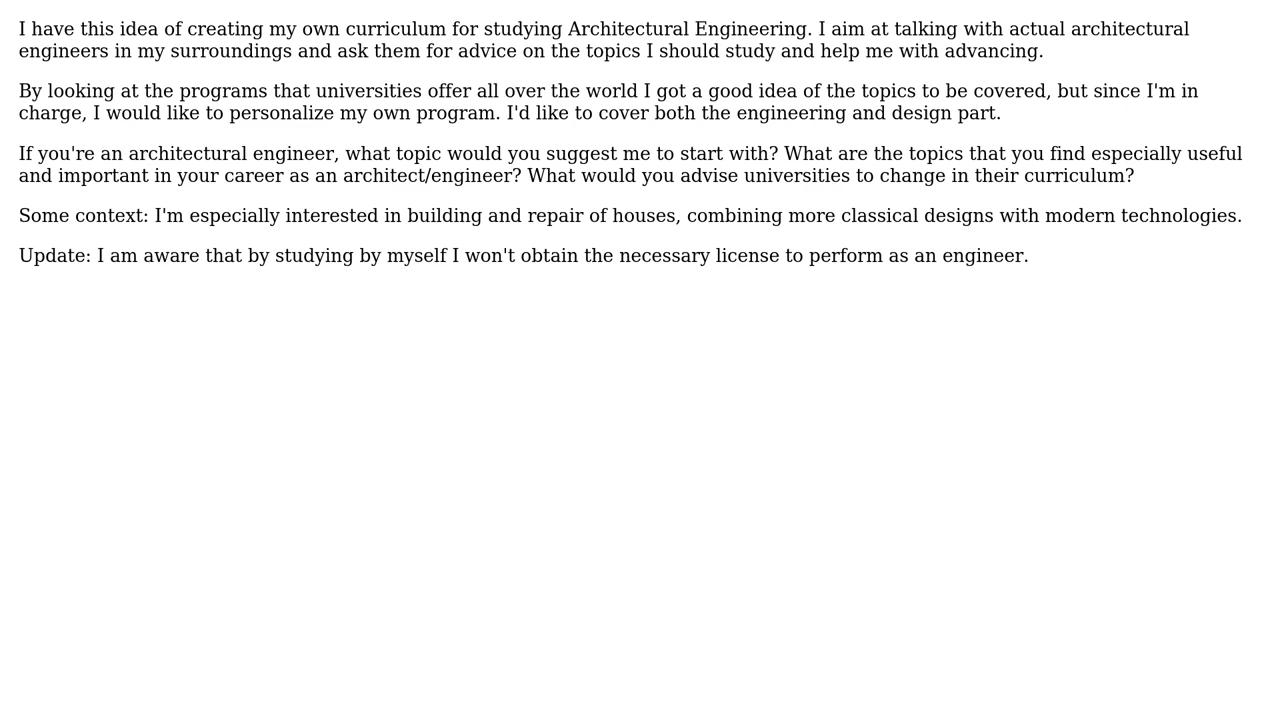 I have this idea of creating my own curriculum for studying Architectural Engineering. I aim at talking with actual architectural
engineers in my surroundings and ask them for advice on the topics I should study and help me with advancing.
By looking at the programs that universities offer all over the world I got a good idea of the topics to be covered, but since I'm in
charge, I would like to personalize my own program. I'd like to cover both the engineering and design part.
If you're an architectural engineer, what topic would you suggest me to start with? What are the topics that you find especially useful
and important in your career as an architect/engineer? What would you advise universities to change in their curriculum?
Some context: I'm especially interested in building and repair of houses, combining more classical designs with modern technologies.
Update: I am aware that by studying by myself I won't obtain the necessary license to perform as an engineer.